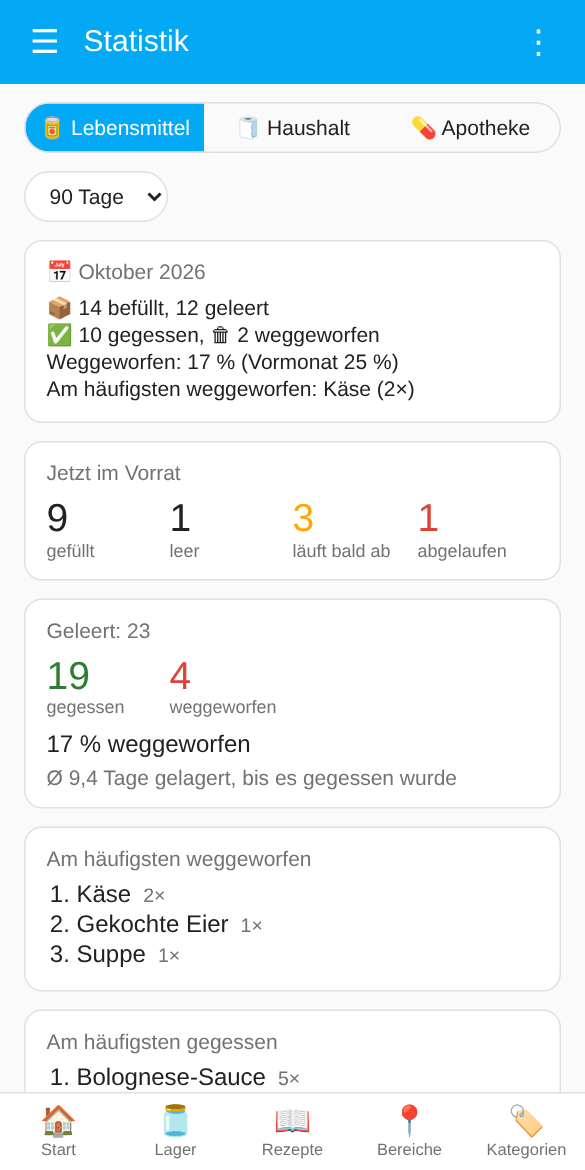 ☰ Statistik ⋮
🥫 Lebensmittel 🧻 Haushalt 💊 Apotheke
90 Tage
📅 Oktober 2026
📦 14 befüllt, 12 geleert
✅ 10 gegessen, 🗑 2 weggeworfen
Weggeworfen: 17 % (Vormonat 25 %)
Am häufigsten weggeworfen: Käse (2×)
Jetzt im Vorrat
9 1 3 1
gefüllt leer läuft bald ab abgelaufen
Geleert: 23
19 4
gegessen weggeworfen
17 % weggeworfen
Ø 9,4 Tage gelagert, bis es gegessen wurde
Am häufigsten weggeworfen
1. Käse 2×
2. Gekochte Eier 1×
3. Suppe 1×
Am häufigsten gegessen
1. Bolognese-Sauce 5×
Start Lager Rezepte Bereiche Kategorien